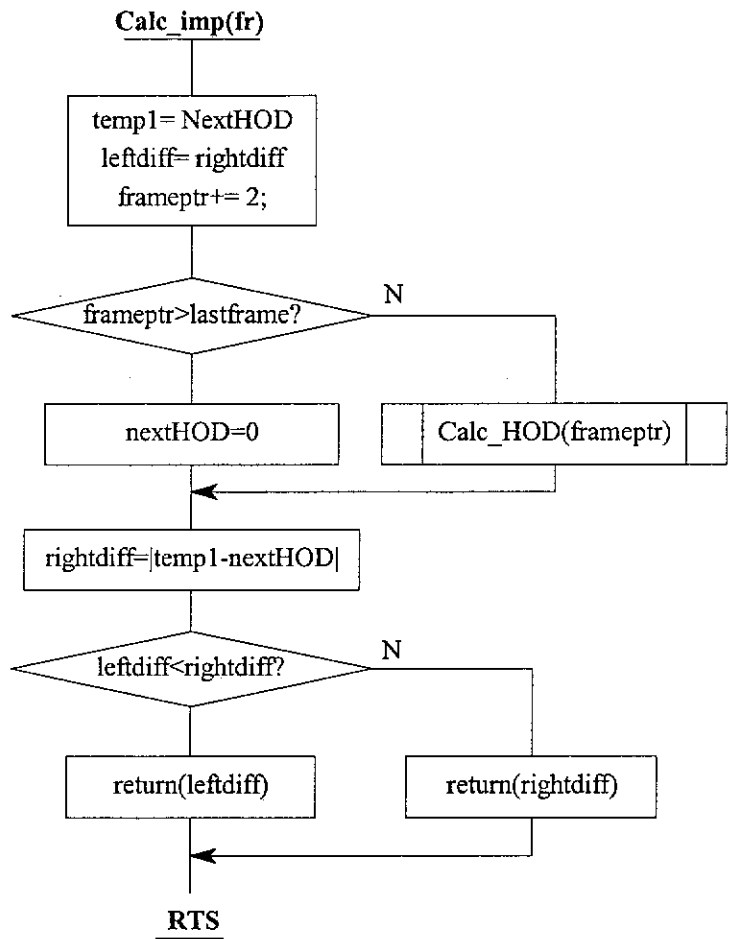 Calc_imp(fr)
temp1= NextHOD
leftdiff= rightdiff
frameptr+= 2;
frameptr>lastframe?
N
nextHOD=0
Calc_HOD(frameptr)
rightdiff=|temp1-nextHOD|
leftdiff<rightdiff?
N
return(leftdiff)
return(rightdiff)
RTS